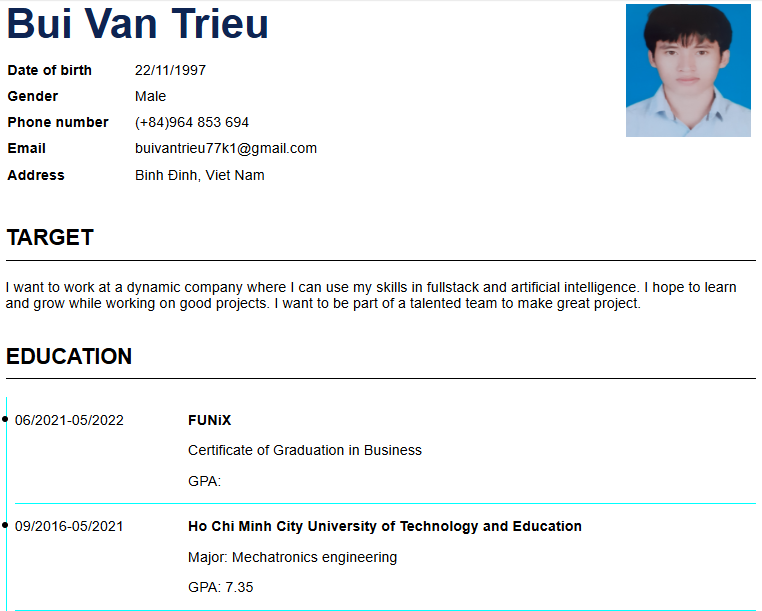 Bui Van Trieu
Date of birth 22/11/1997
Gender Male
Phone number (+84)964 853 694
Email buivantrieu77k1@gmail.com
Address Binh Đinh, Viet Nam
TARGET
I want to work at a dynamic company where I can use my skills in fullstack and artificial intelligence. I hope to learn
and grow while working on good projects. I want to be part of a talented team to make great project.
EDUCATION
06/2021-05/2022 FUNiX
Certificate of Graduation in Business
GPA:
09/2016-05/2021 Ho Chi Minh City University of Technology and Education
Major: Mechatronics engineering
GPA: 7.35